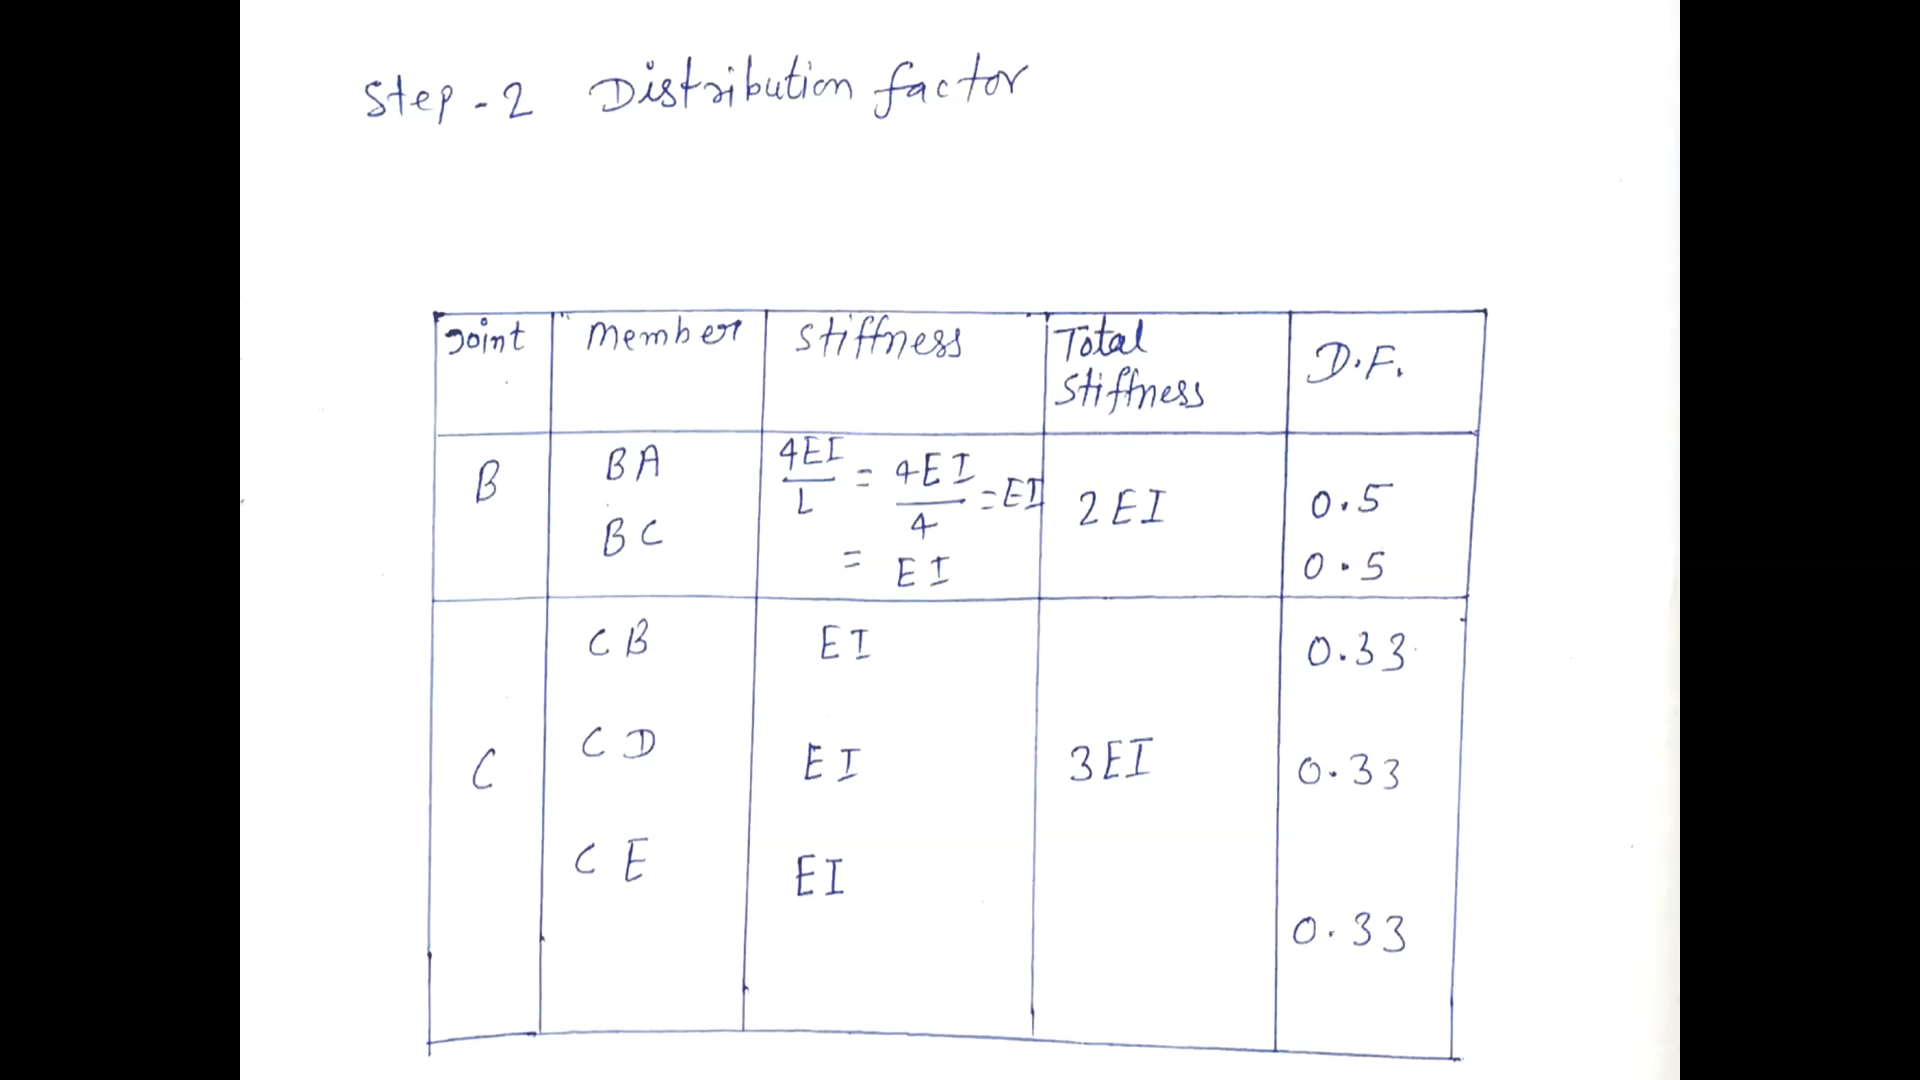 Step - 2 Distribution factor
Joint Member Stiffness Total Stiffness D.F.
B BA 4EI/L = 4EI/4 = EI 2EI 0.5
BC = EI 0.5
CB EI 0.33
C CD EI 3EI 0.33
CE EI
0.33